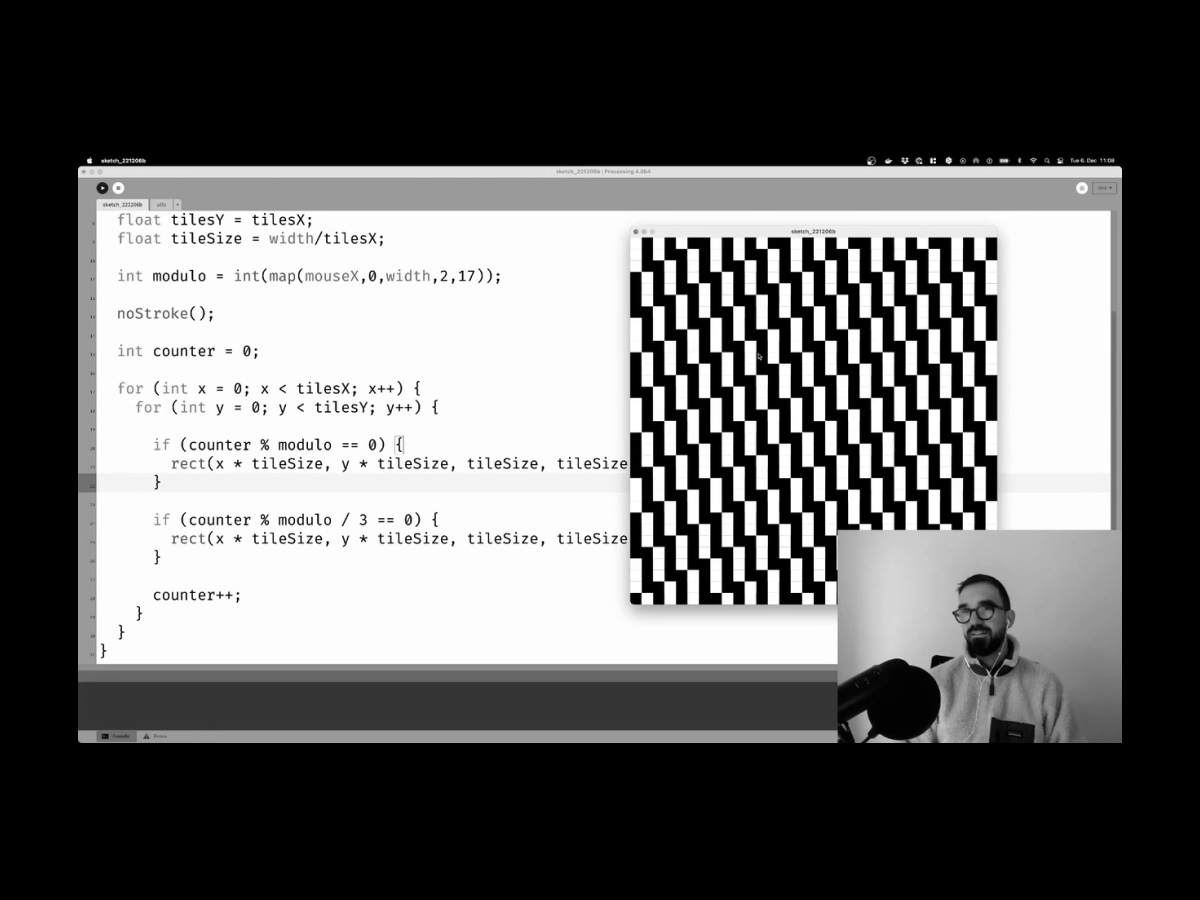 sketch_221206b
Tue 6. Dec 11:08
sketch_221206b | Processing 4.0b4
sketch_221206b
utils
float tilesY = tilesX;
float tileSize = width/tilesX;
int modulo = int(map(mouseX,0,width,2,17));
noStroke();
int counter = 0;
for (int x = 0; x < tilesX; x++) {
for (int y = 0; y < tilesY; y++) {
if (counter % modulo == 0) {
rect(x * tileSize, y * tileSize, tileSize, tileSize
}
if (counter % modulo / 3 == 0) {
rect(x * tileSize, y * tileSize, tileSize, tileSize
}
counter++;
}
}
}
sketch_221206b
Console
Errors